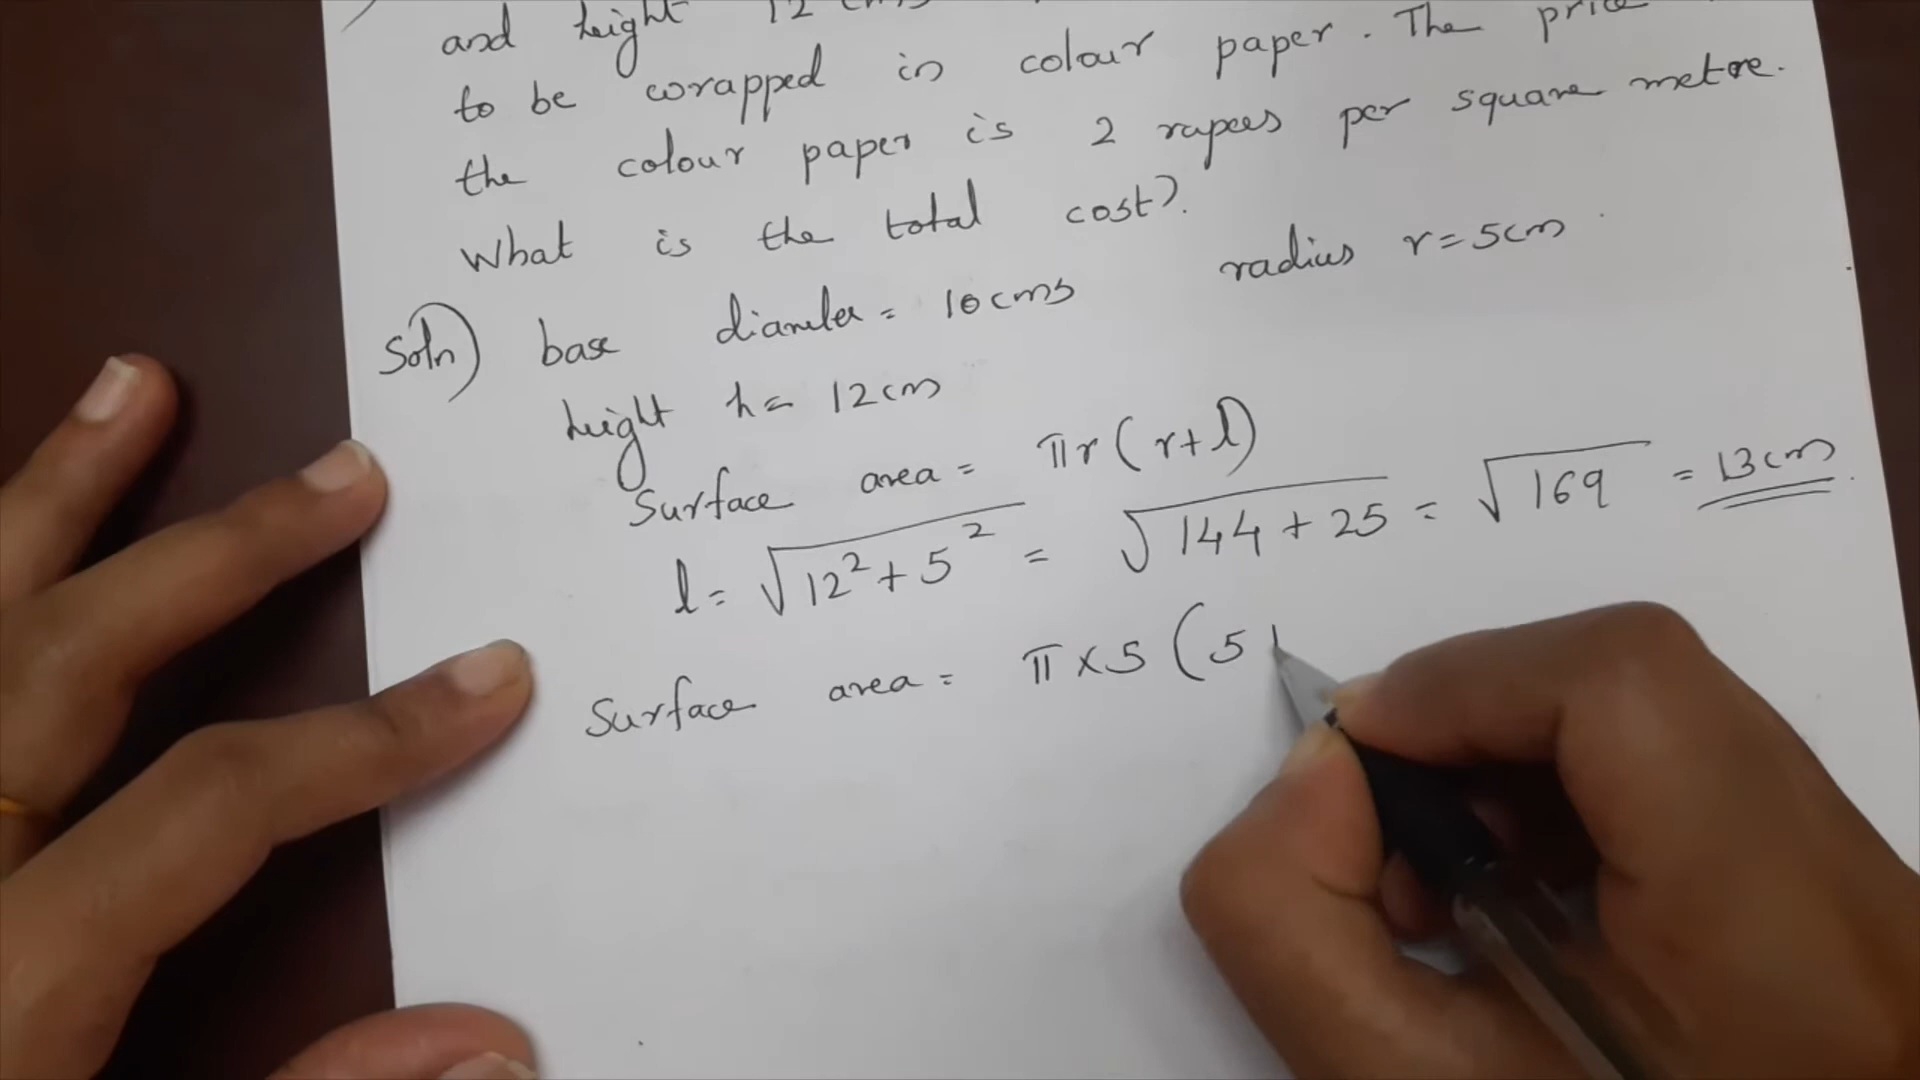 and height 12 cms
to be wrapped in colour paper. The price
the colour paper is 2 rupees per square metre.
What is the total cost?
Soln) base diameter = 10cms radius r = 5cm
height h = 12cm
Surface area = πr(r+l)
l = √12²+5² = √144+25 = √169 = 13cm
Surface area = π×5(5